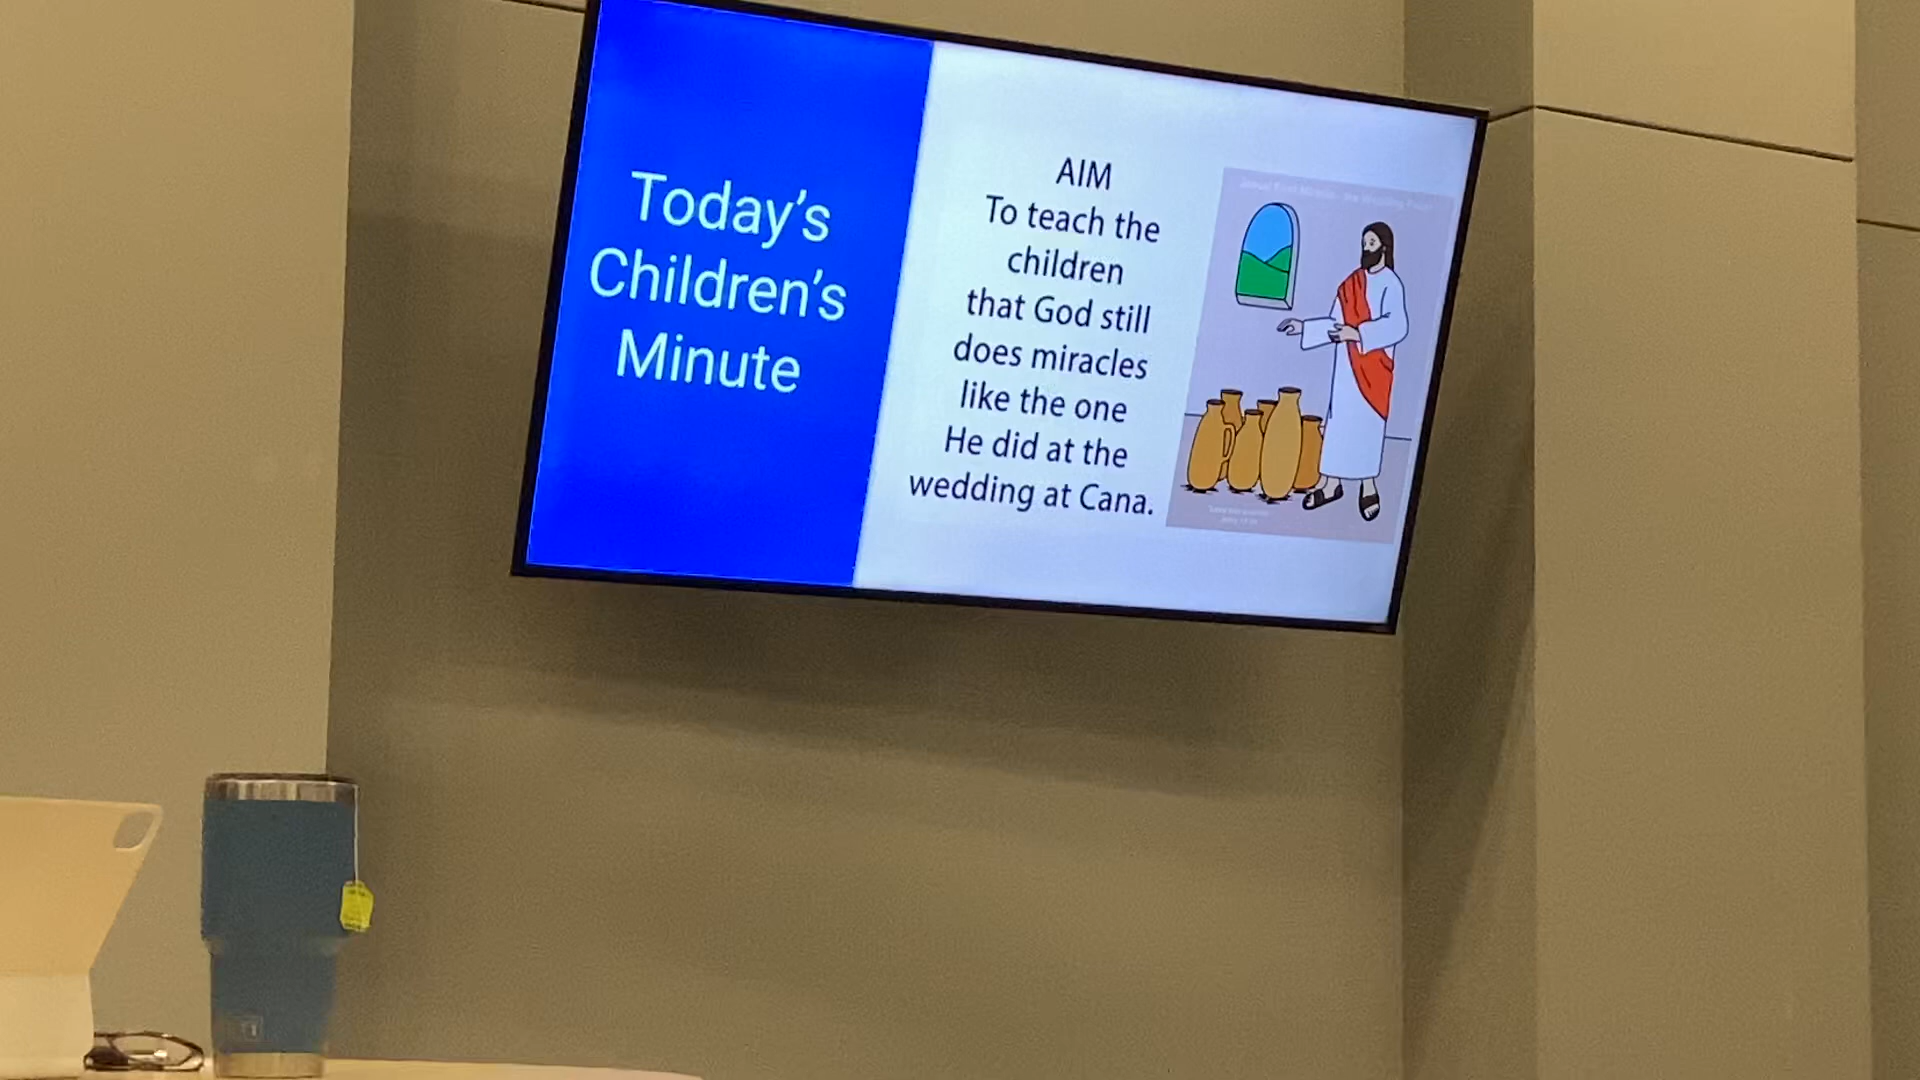 Today's
Children's
Minute
AIM
To teach the
children
that God still
does miracles
like the one
He did at the
wedding at Cana.